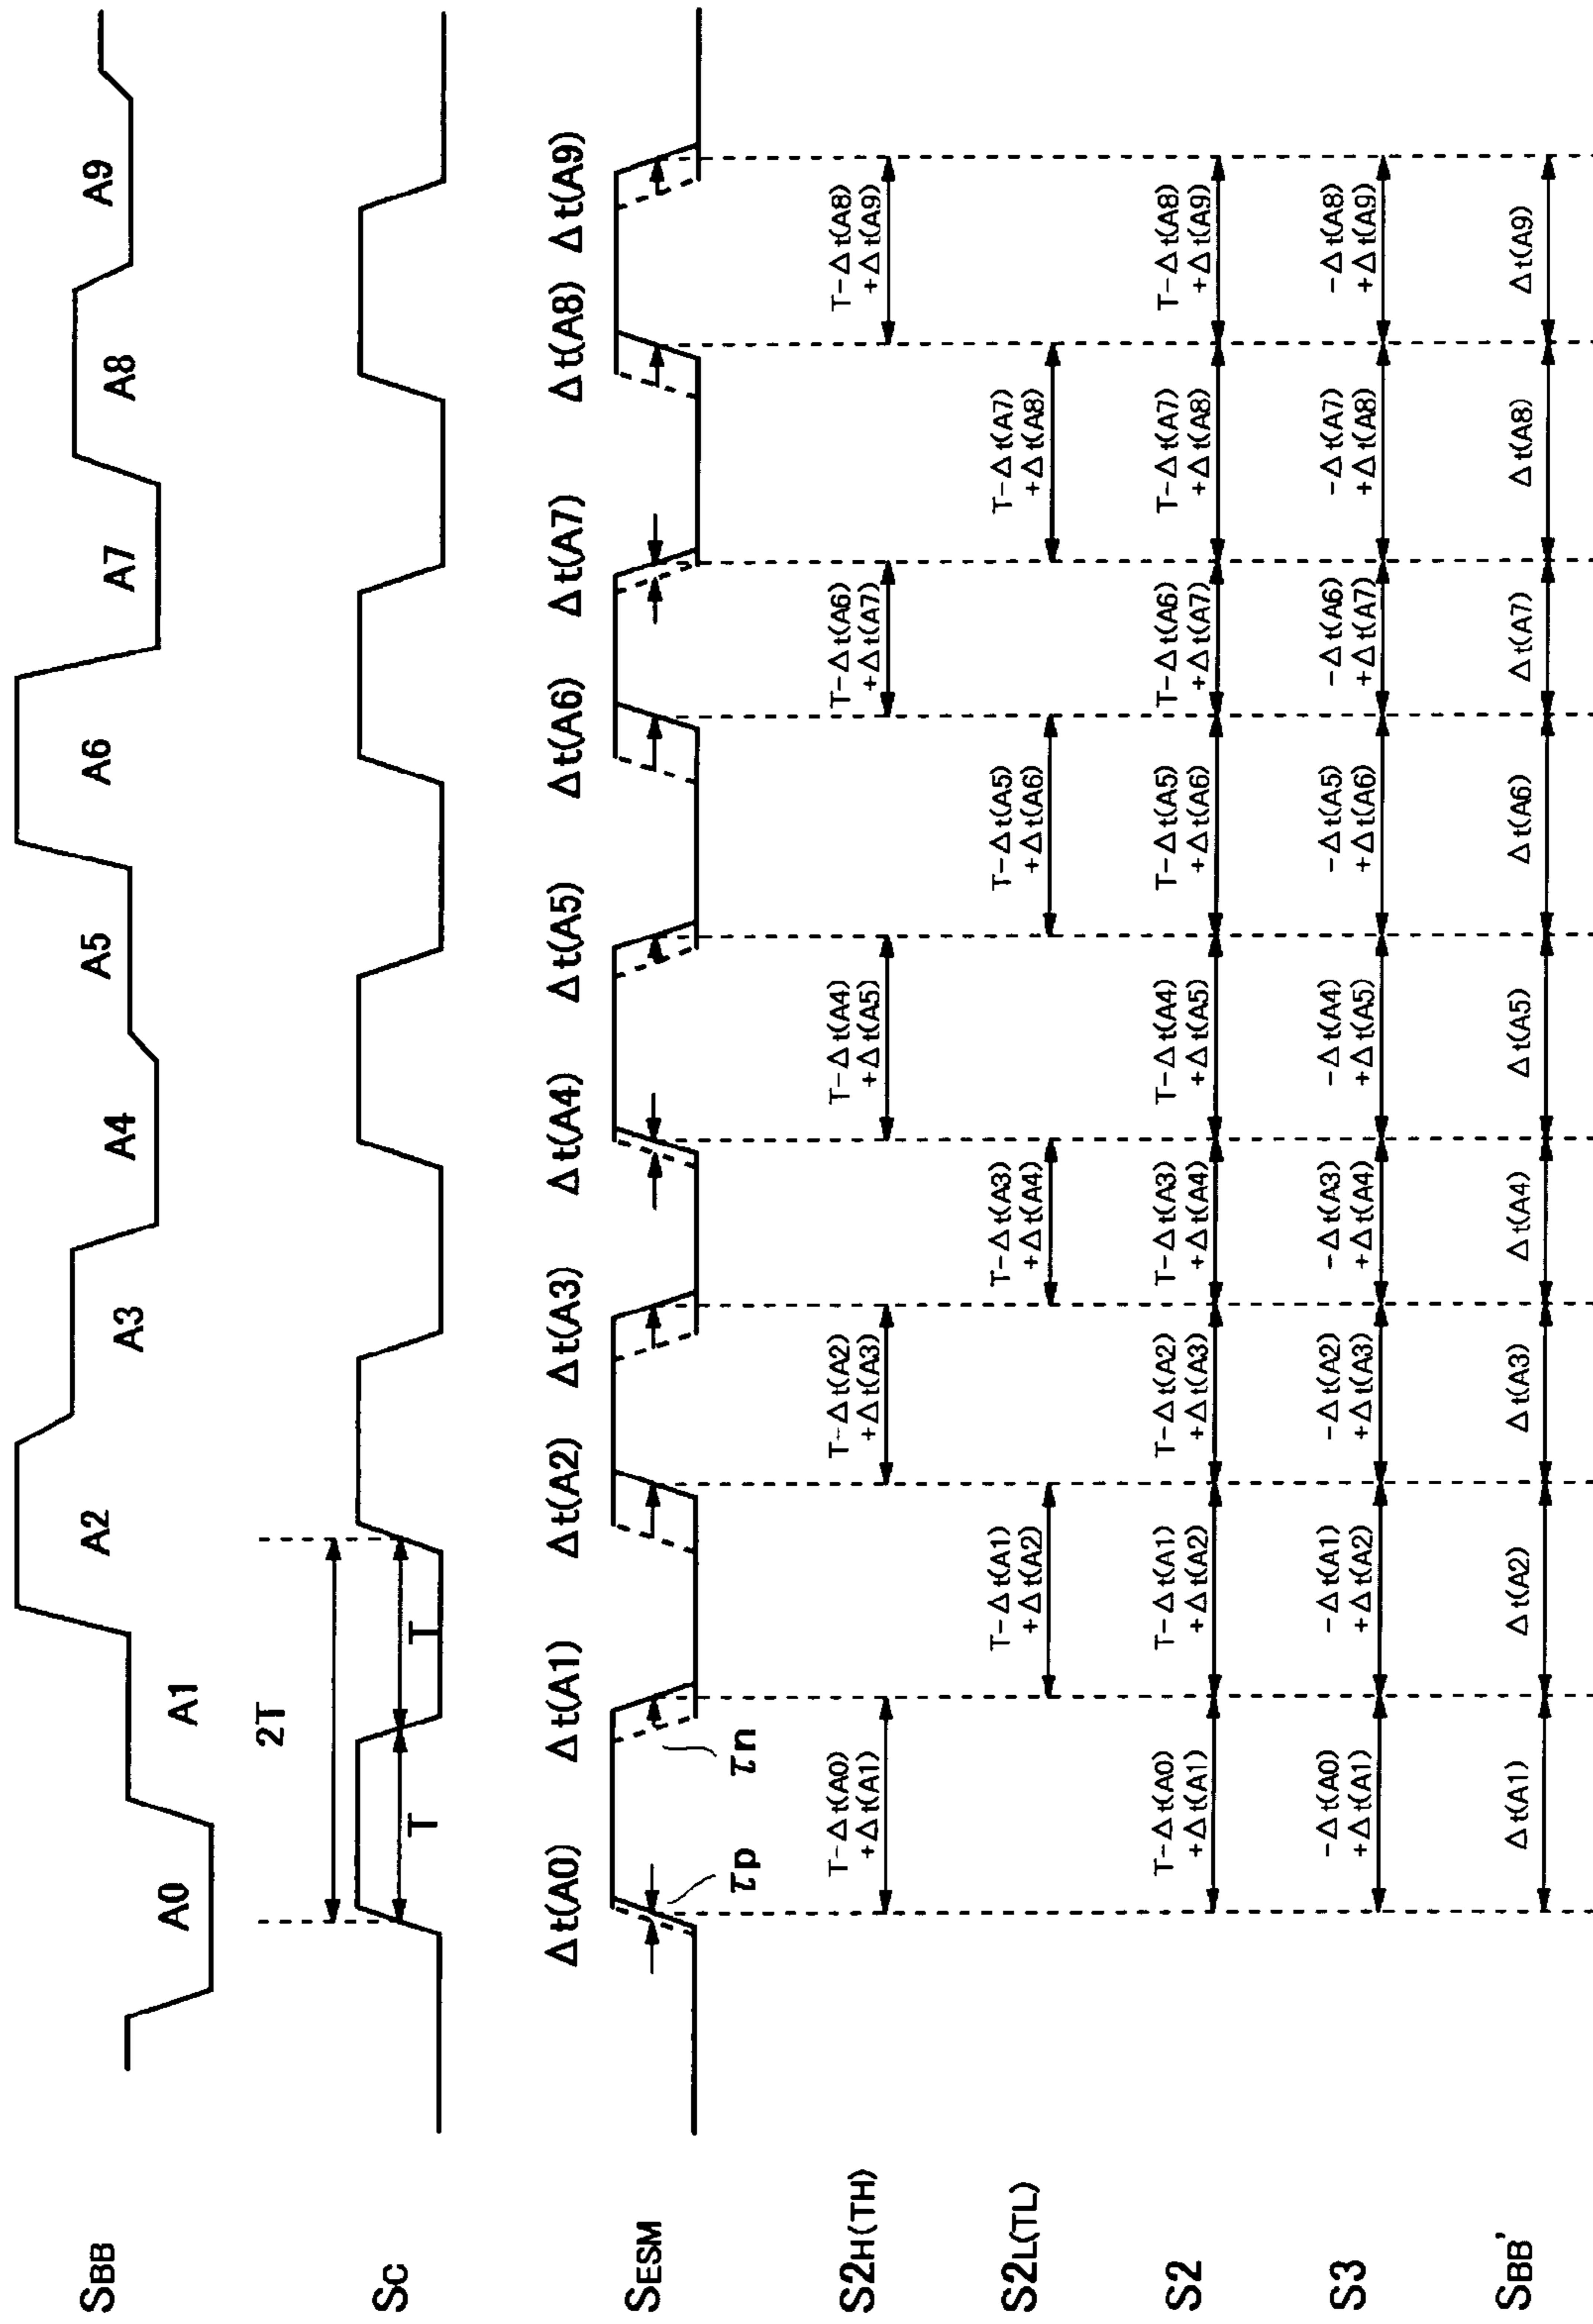 SBB
A0
A1
A2
A3
A4
A5
A6
A7
A8
A9
SC
2T
T
T
SESM
Δt(A0)
Δt(A1)
Δt(A2)
Δt(A3)
Δt(A4)
Δt(A5)
Δt(A6)
Δt(A7)
Δt(A8)
Δt(A9)
τp
τn
S2H(TH)
T-Δt(A0)
+Δt(A1)
T-Δt(A2)
+Δt(A3)
T-Δt(A4)
+Δt(A5)
T-Δt(A6)
+Δt(A7)
T-Δt(A8)
+Δt(A9)
S2L(TL)
T-Δt(A1)
+Δt(A2)
T-Δt(A3)
+Δt(A4)
T-Δt(A5)
+Δt(A6)
T-Δt(A7)
+Δt(A8)
S2
T-Δt(A0)
+Δt(A1)
T-Δt(A1)
+Δt(A2)
T-Δt(A2)
+Δt(A3)
T-Δt(A3)
+Δt(A4)
T-Δt(A4)
+Δt(A5)
T-Δt(A5)
+Δt(A6)
T-Δt(A6)
+Δt(A7)
T-Δt(A7)
+Δt(A8)
T-Δt(A8)
+Δt(A9)
S3
-Δt(A0)
+Δt(A1)
-Δt(A1)
+Δt(A2)
-Δt(A2)
+Δt(A3)
-Δt(A3)
+Δt(A4)
-Δt(A4)
+Δt(A5)
-Δt(A5)
+Δt(A6)
-Δt(A6)
+Δt(A7)
-Δt(A7)
+Δt(A8)
-Δt(A8)
+Δt(A9)
SBB'
Δt(A1)
Δt(A2)
Δt(A3)
Δt(A4)
Δt(A5)
Δt(A6)
Δt(A7)
Δt(A8)
Δt(A9)